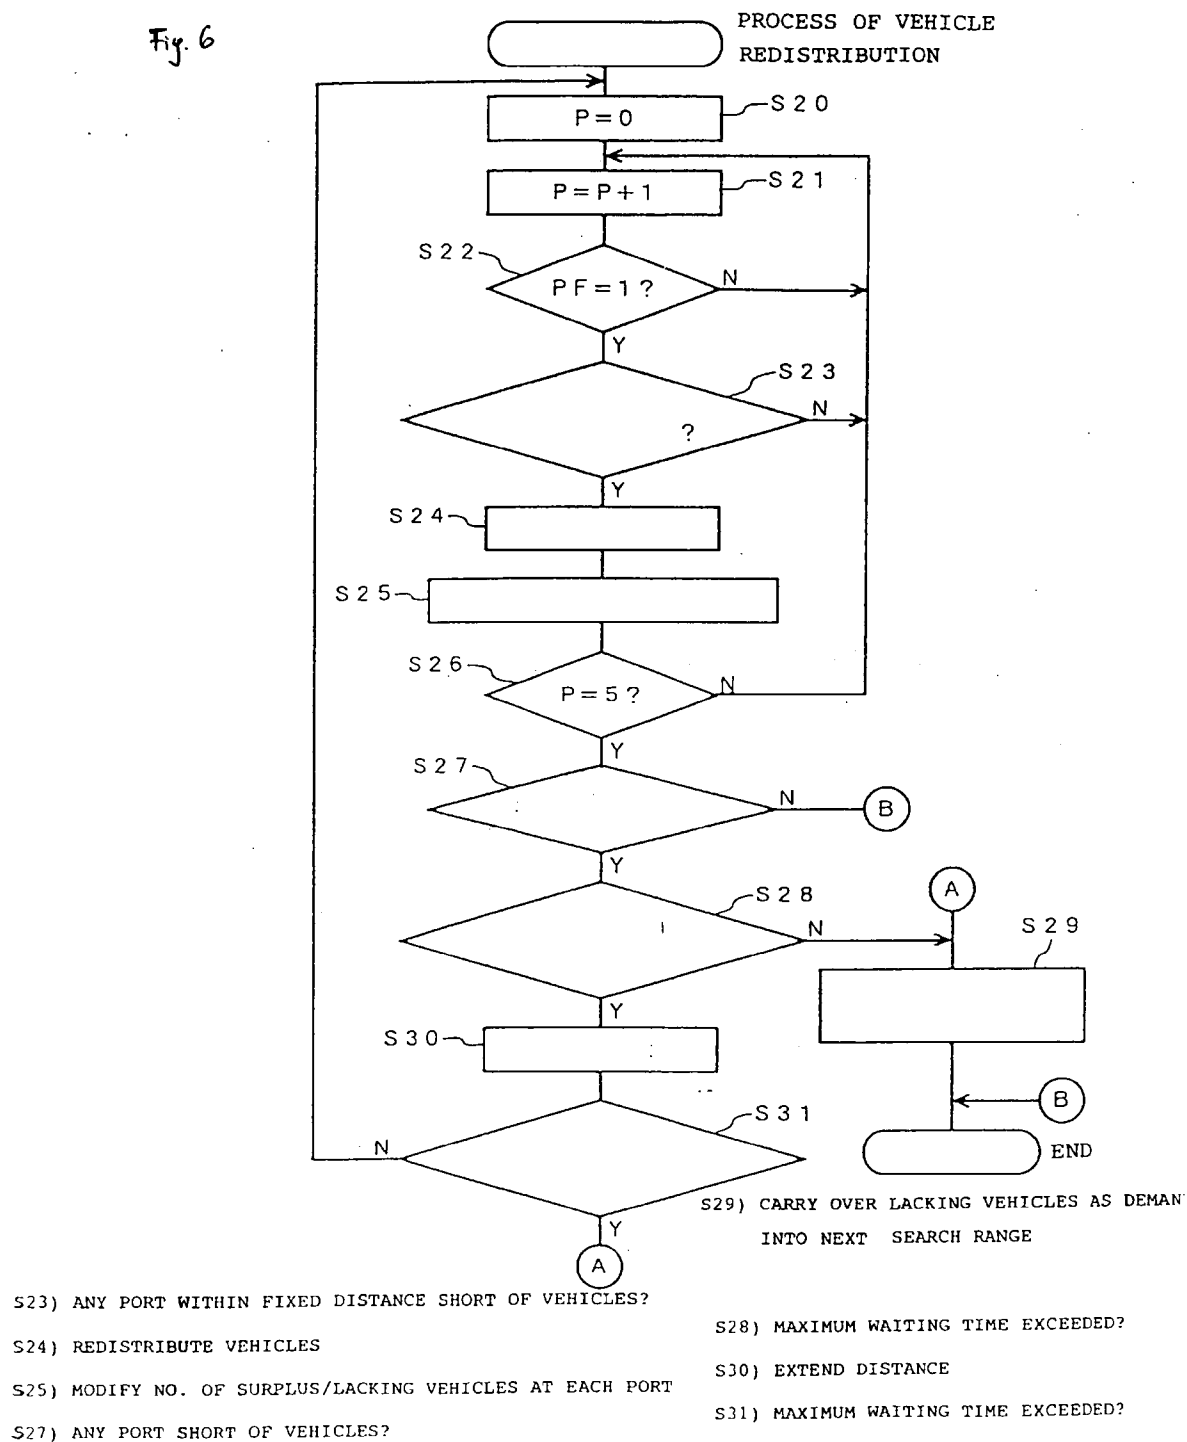 Fig. 6
PROCESS OF VEHICLE
REDISTRIBUTION
S20
P=0
S21
P=P+1
S22
PF=1?
N
Y
S23
?
N
Y
S24
S25
S26
P=5?
N
Y
S27
N
B
Y
A
S28
N
S29
Y
S30
B
S31
N
END
Y
A
S29) CARRY OVER LACKING VEHICLES AS DEMAN
INTO NEXT SEARCH RANGE
S23) ANY PORT WITHIN FIXED DISTANCE SHORT OF VEHICLES?
S24) REDISTRIBUTE VEHICLES
S25) MODIFY NO. OF SURPLUS/LACKING VEHICLES AT EACH PORT
S27) ANY PORT SHORT OF VEHICLES?
S28) MAXIMUM WAITING TIME EXCEEDED?
S30) EXTEND DISTANCE
S31) MAXIMUM WAITING TIME EXCEEDED?